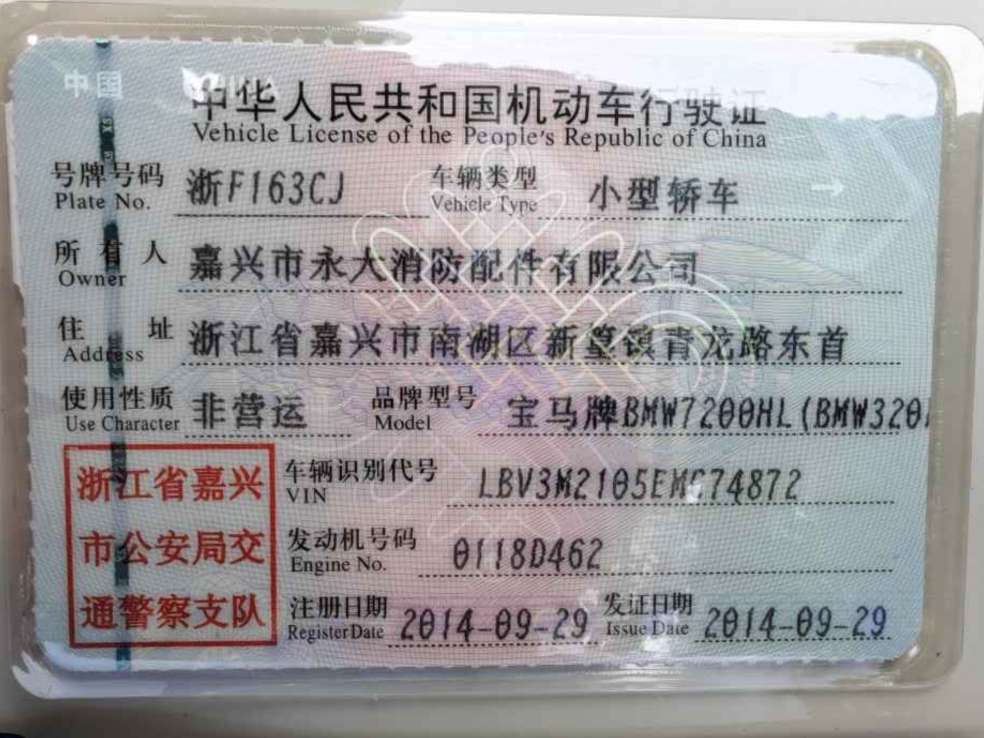 中国 CHINA
中华人民共和国机动车行驶证
Vehicle License of the People's Republic of China
号牌号码 浙F163CJ 车辆类型 小型轿车
Plate No. Vehicle Type
所有人 嘉兴市永大消防配件有限公司
Owner
住址 浙江省嘉兴市南湖区新篁镇青龙路东首
Address
使用性质 非营运 品牌型号 宝马牌BMW7200HL(BMW320
Use Character Model
浙江省嘉兴 车辆识别代号 LBV3M2105EMC74872
VIN
市公安局交 发动机号码 0118D462
Engine No.
通警察支队 注册日期 2014-09-29 发证日期 2014-09-29
Register Date Issue Date